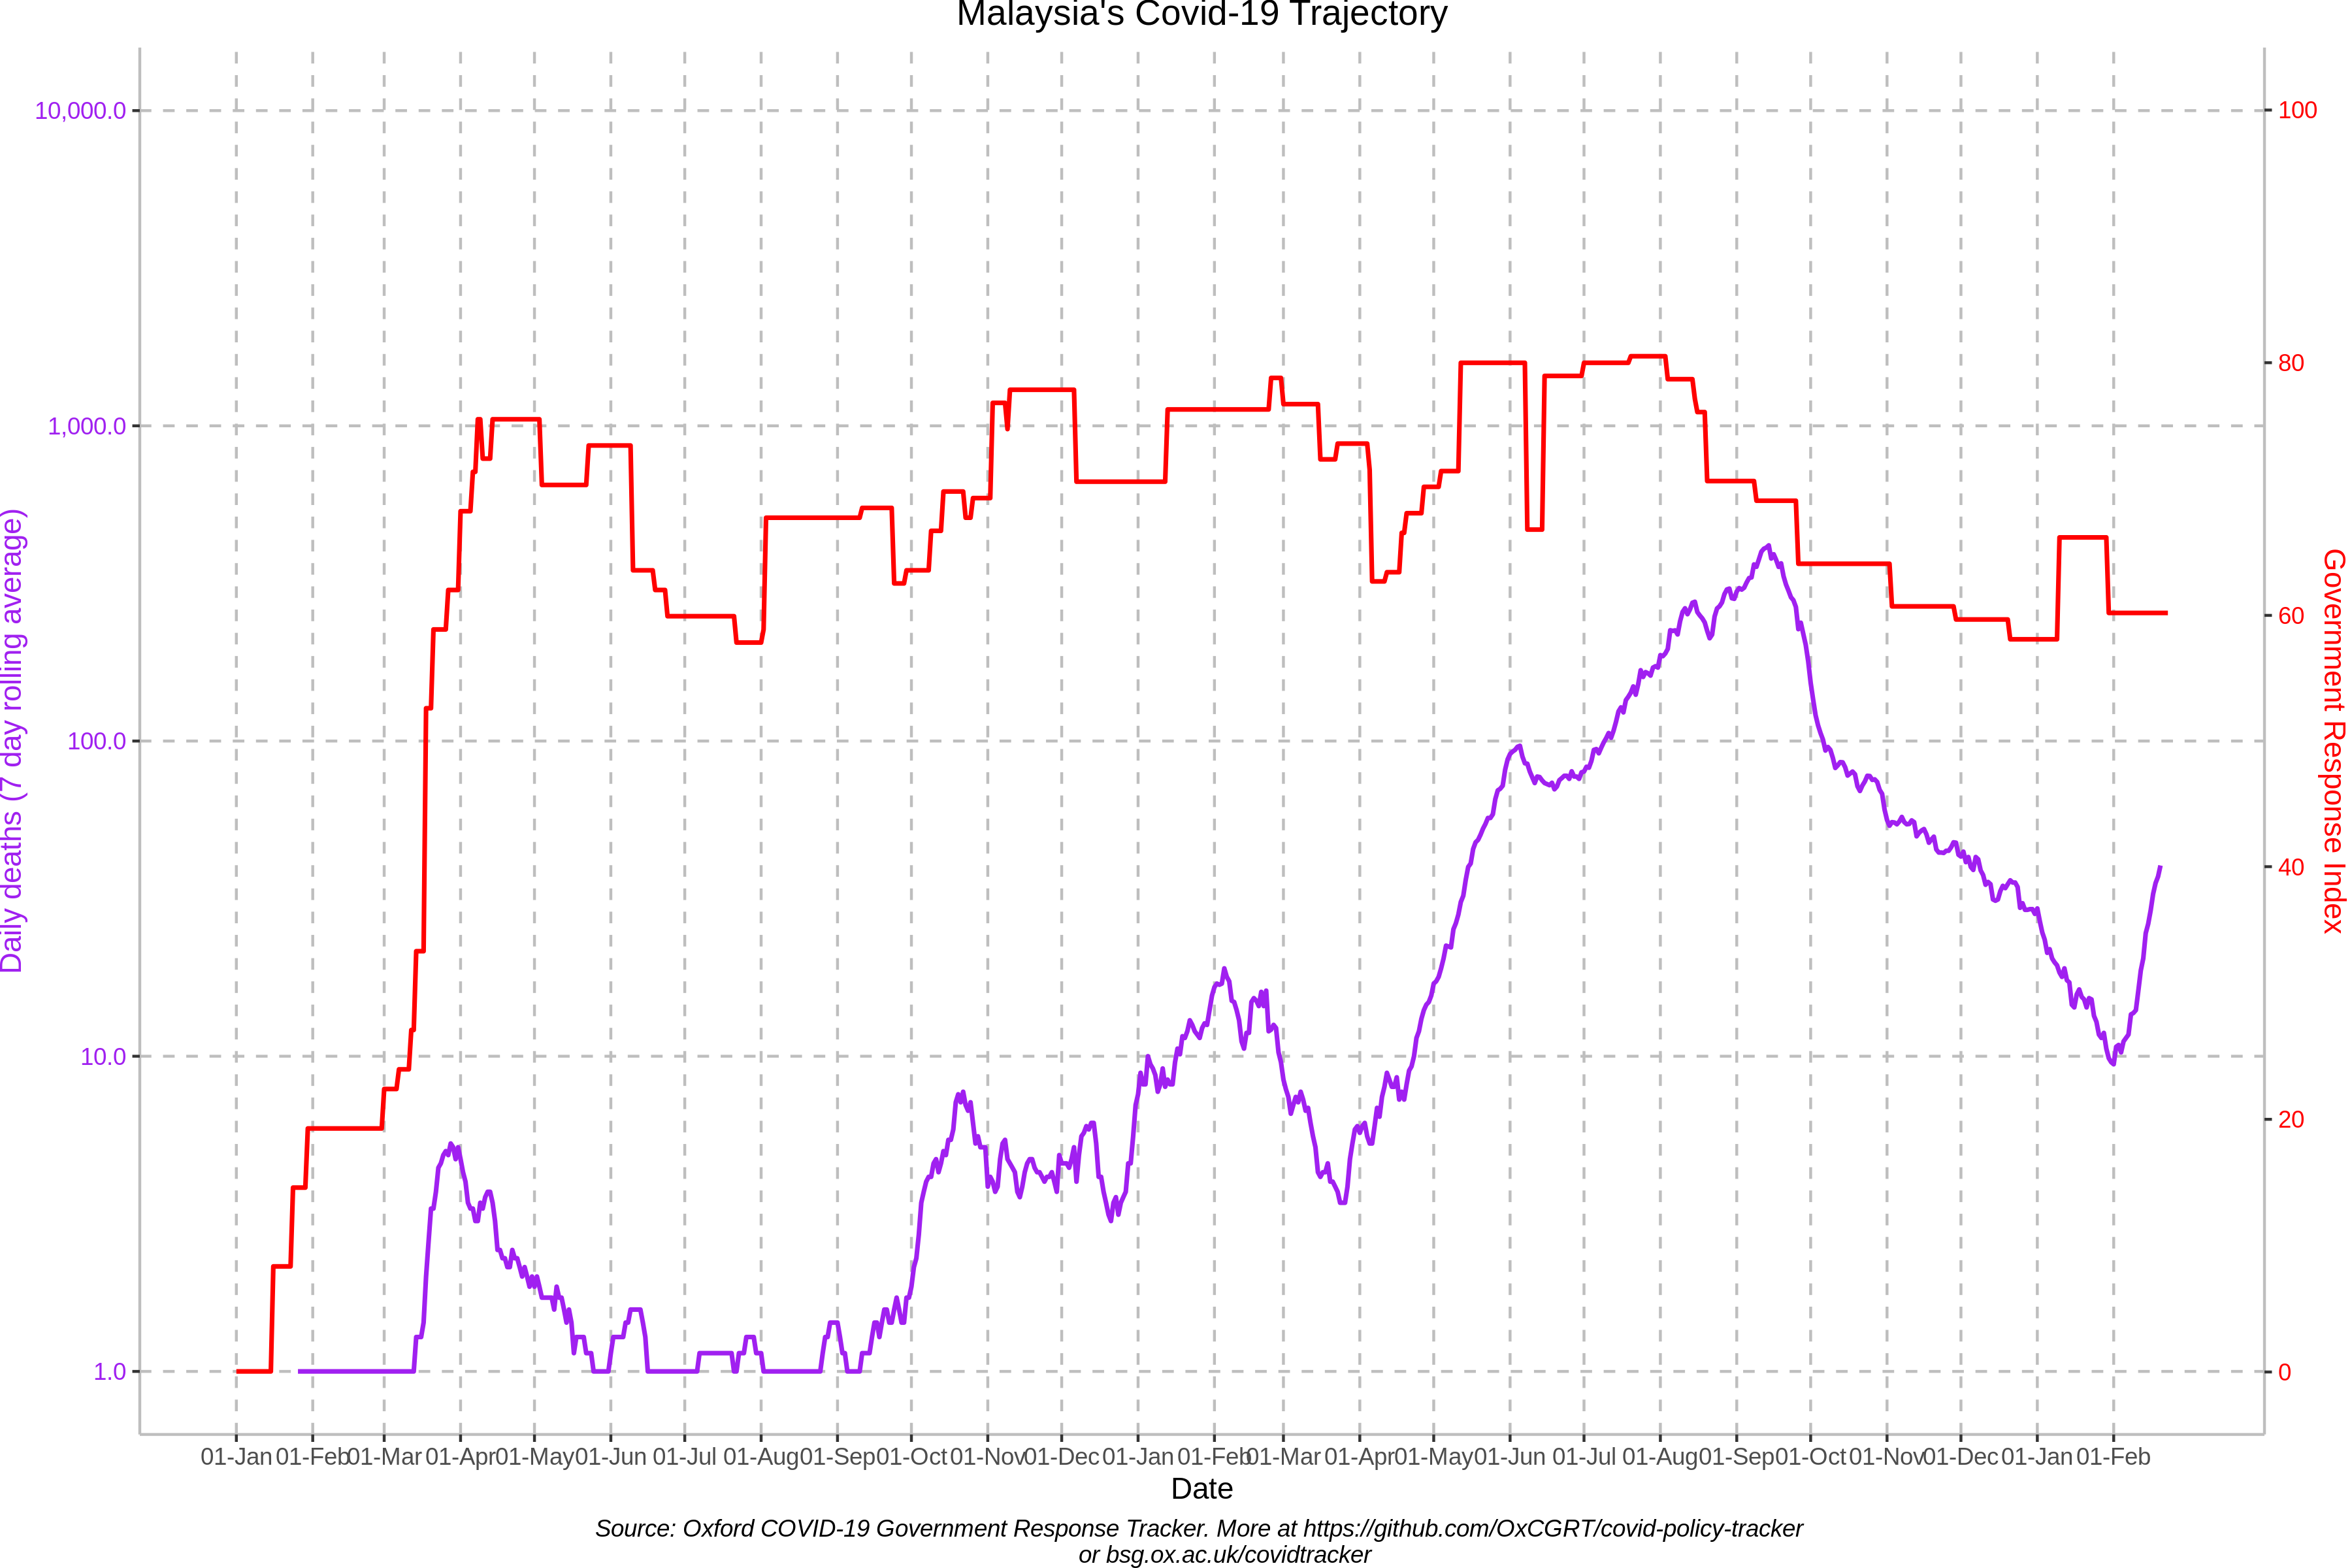 Malaysia's Covid-19 Trajectory
10,000.0
1,000.0
100.0
10.0
1.0
Daily deaths (7 day rolling average)
100
80
60
40
20
0
Government Response Index
01-Jan 01-Feb 01-Mar 01-Apr 01-May 01-Jun 01-Jul 01-Aug 01-Sep 01-Oct 01-Nov 01-Dec 01-Jan 01-Feb 01-Mar 01-Apr 01-May 01-Jun 01-Jul 01-Aug 01-Sep 01-Oct 01-Nov 01-Dec 01-Jan 01-Feb
Date
Source: Oxford COVID-19 Government Response Tracker. More at https://github.com/OxCGRT/covid-policy-tracker
or bsg.ox.ac.uk/covidtracker